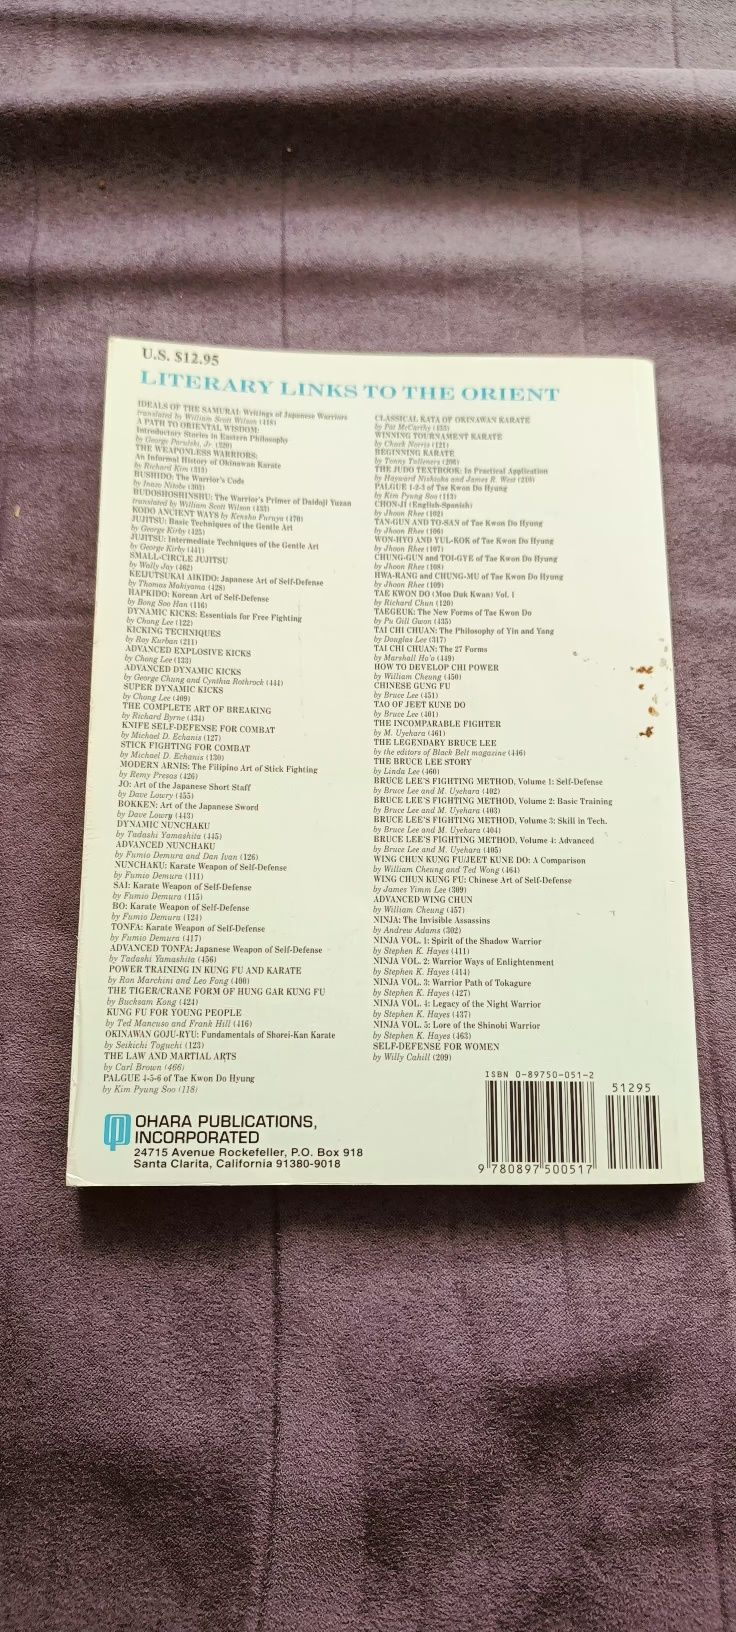 U.S. $12.95
LITERARY LINKS TO THE ORIENT
IDEALS OF THE SAMURAI: Writings of Japanese Warriors
translated by William Scott Wilson (418)
A PATH TO ORIENTAL WISDOM:
Introductory Stories in Eastern Philosophy
by George Parulski, Jr.
THE WEAPONLESS WARRIORS:
An Informal History of Okinawan Karate
by Richard Kim (313)
BUSHIDO: The Warrior's Code
by Inazo Nitobe (303)
BUDOSHOSHINSHU: The Warrior's Primer of Daidoji Yuzan
translated by William Scott Wilson (433)
KODO ANCIENT WAYS by Kensho Furuya (470)
JUJITSU: Basic Techniques of the Gentle Art
by George Kirby (425)
JUJITSU: Intermediate Techniques of the Gentle Art
by George Kirby (441)
SMALL-CIRCLE JUJITSU
by Wally Jay (462)
KEIJUTSUKAI AIKIDO: Japanese Art of Self-Defense
by Thomas Makiyama (428)
HAPKIDO: Korean Art of Self-Defense
by Bong Soo Han (116)
DYNAMIC KICKS: Essentials for Free Fighting
by Chong Lee (122)
KICKING TECHNIQUES
by Roy Kurban (211)
ADVANCED EXPLOSIVE KICKS
by Chong Lee (133)
ADVANCED DYNAMIC KICKS
by George Chung and Cynthia Rothrock (444)
SUPER DYNAMIC KICKS
by Chong Lee (409)
THE COMPLETE ART OF BREAKING
by Richard Byrne (434)
KNIFE SELF-DEFENSE FOR COMBAT
by Michael D. Echanis (127)
STICK FIGHTING FOR COMBAT
by Michael D. Echanis (130)
MODERN ARNIS: The Filipino Art of Stick Fighting
by Remy Presas (426)
JO: Art of the Japanese Short Staff
by Dave Lowry (455)
BOKKEN: Art of the Japanese Sword
by Dave Lowry (443)
DYNAMIC NUNCHAKU
by Tadashi Yamashita (445)
ADVANCED NUNCHAKU
by Fumio Demura and Dan Ivan (126)
NUNCHAKU: Karate Weapon of Self-Defense
by Fumio Demura (111)
SAI: Karate Weapon of Self-Defense
by Fumio Demura (115)
BO: Karate Weapon of Self-Defense
by Fumio Demura (124)
TONFA: Karate Weapon of Self-Defense
by Fumio Demura (417)
ADVANCED TONFA: Japanese Weapon of Self-Defense
by Tadashi Yamashita (456)
POWER TRAINING IN KUNG FU AND KARATE
by Ron Marchini and Leo Fong (400)
THE TIGER/CRANE FORM OF HUNG GAR KUNG FU
by Bucksam Kong (424)
KUNG FU FOR YOUNG PEOPLE
by Ted Mancuso and Frank Hill (416)
OKINAWAN GOJU-RYU: Fundamentals of Shorei-Kan Karate
by Seikichi Toguchi (123)
THE LAW AND MARTIAL ARTS
by Carl Brown (466)
PALGUE 4-5-6 of Tae Kwon Do Hyung
by Kim Pyung Soo (118)
CLASSICAL KATA OF OKINAWAN KARATE
by Pat McCarthy (453)
WINNING TOURNAMENT KARATE
by Chuck Norris (121)
BEGINNING KARATE
by Tonny Tulleners (206)
THE JUDO TEXTBOOK: In Practical Application
by Hayward Nishioka and James R. West (210)
PALGUE 1-2-3 of Tae Kwon Do Hyung
by Kim Pyung Soo (113)
CHON-JI (English-Spanish)
by Jhoon Rhee (102)
TAN-GUN AND TO-SAN of Tae Kwon Do Hyung
by Jhoon Rhee (106)
WON-HYO AND YUL-KOK of Tae Kwon Do Hyung
by Jhoon Rhee (107)
CHUNG-GUN and TOI-GYE of Tae Kwon Do Hyung
by Jhoon Rhee (108)
HWA-RANG and CHUNG-MU of Tae Kwon Do Hyung
by Jhoon Rhee (109)
TAE KWON DO (Moo Duk Kwan) Vol. I
by Richard Chun (120)
TAEGEUK: The New Forms of Tae Kwon Do
by Pu Gill Gwon (435)
TAI CHI CHUAN: The Philosophy of Yin and Yang
by Douglas Lee (317)
TAI CHI CHUAN: The 27 Forms
by Marshall Ho'o (449)
HOW TO DEVELOP CHI POWER
by William Cheung (450)
CHINESE GUNG FU
by Bruce Lee (451)
TAO OF JEET KUNE DO
by Bruce Lee (401)
THE INCOMPARABLE FIGHTER
by M. Uyehara (461)
THE LEGENDARY BRUCE LEE
by the editors of Black Belt magazine (446)
THE BRUCE LEE STORY
by Linda Lee (460)
BRUCE LEE'S FIGHTING METHOD, Volume 1: Self-Defense
by Bruce Lee and M. Uyehara (402)
BRUCE LEE'S FIGHTING METHOD, Volume 2: Basic Training
by Bruce Lee and M. Uyehara (403)
BRUCE LEE'S FIGHTING METHOD, Volume 3: Skill in Tech.
by Bruce Lee and M. Uyehara (404)
BRUCE LEE'S FIGHTING METHOD, Volume 4: Advanced
by Bruce Lee and M. Uyehara (405)
WING CHUN KUNG FU/JEET KUNE DO: A Comparison
by William Cheung and Ted Wong (464)
WING CHUN KUNG FU: Chinese Art of Self-Defense
by James Yimm Lee (309)
ADVANCED WING CHUN
by William Cheung (457)
NINJA: The Invisible Assassins
by Andrew Adams (302)
NINJA VOL. 1: Spirit of the Shadow Warrior
by Stephen K. Hayes (411)
NINJA VOL. 2: Warrior Ways of Enlightenment
by Stephen K. Hayes (414)
NINJA VOL. 3: Warrior Path of Togakure
by Stephen K. Hayes (427)
NINJA VOL. 4: Legacy of the Night Warrior
by Stephen K. Hayes (437)
NINJA VOL. 5: Lore of the Shinobi Warrior
by Stephen K. Hayes (463)
SELF-DEFENSE FOR WOMEN
by Willy Cahill (209)
OHARA PUBLICATIONS,
INCORPORATED
24715 Avenue Rockefeller, P.O. Box 918
Santa Clarita, California 91380-9018
ISBN 0-89750-051-2
51295
9 780897 500517